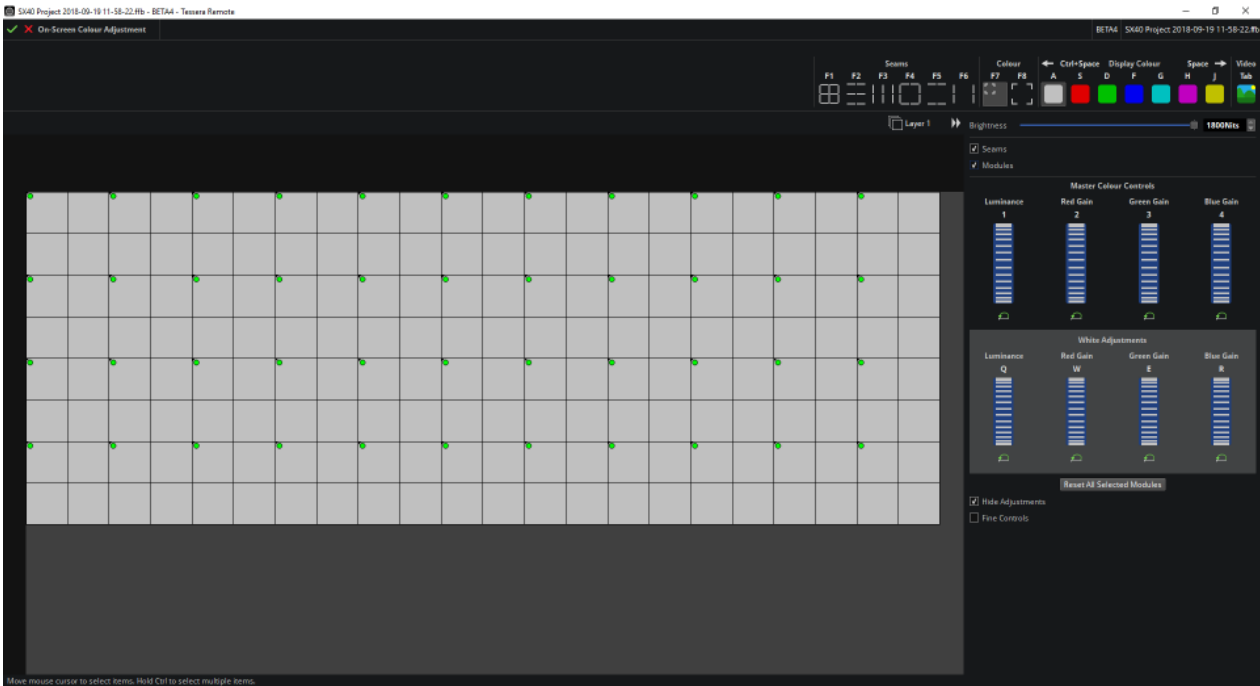 SX40 Project 2018-09-19 11-58-22.ffb - BETA4 - Tessera Remote
On-Screen Colour Adjustment
BETA4 SX40 Project 2018-09-19 11-58-22.ffb
Seams Colour Ctrl+Space Display Colour Space Video
F1 F2 F3 F4 F5 F6 F7 F8 A S D F G H J Tab
Layer 1
Brightness 1800Nits
Seams
Modules
Master Colour Controls
Luminance Red Gain Green Gain Blue Gain
1 2 3 4
White Adjustments
Luminance Red Gain Green Gain Blue Gain
Q W E R
Reset All Selected Modules
Hide Adjustments
Fine Controls
Move mouse cursor to select items. Hold Ctrl to select multiple items.